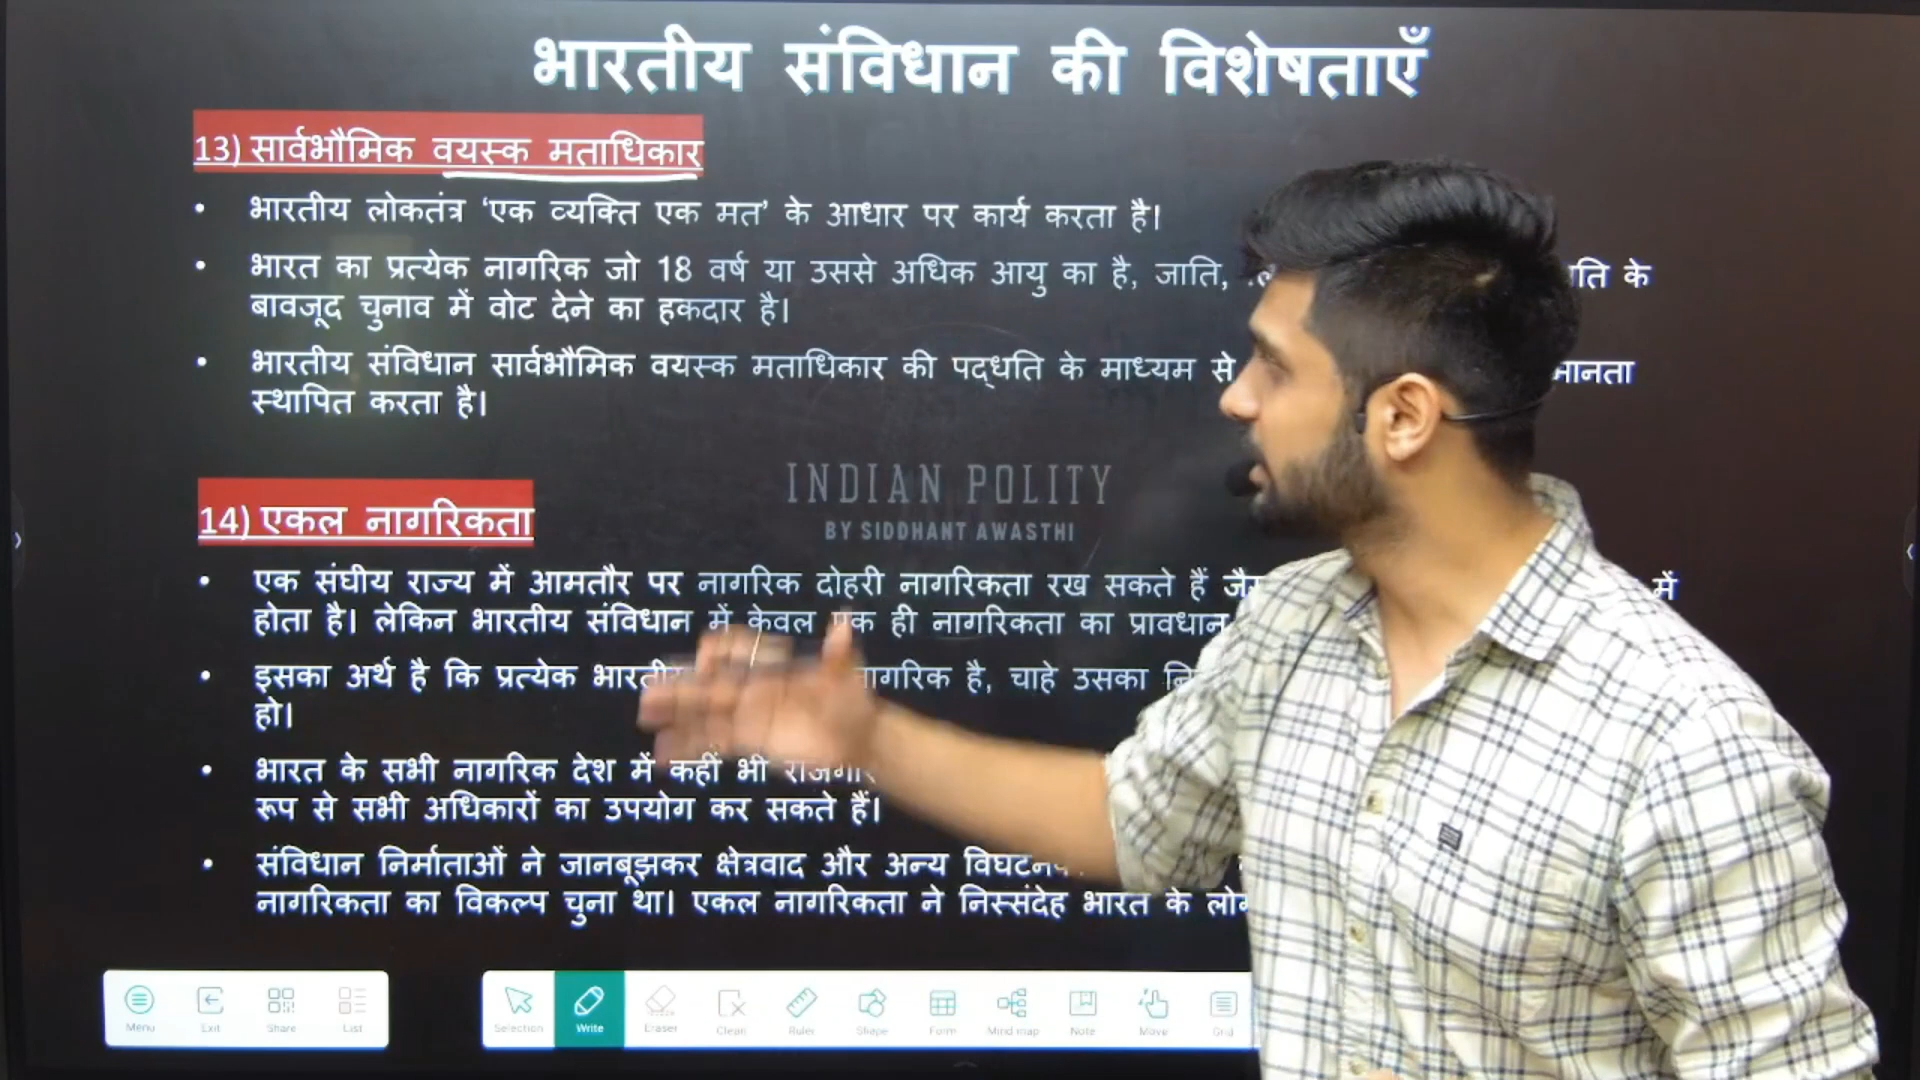 भारतीय संविधान की विशेषताएँ
13) सार्वभौमिक वयस्क मताधिकार
• भारतीय लोकतंत्र ‘एक व्यक्ति एक मत’ के आधार पर कार्य करता है।
• भारत का प्रत्येक नागरिक जो 18 वर्ष या उससे अधिक आयु का है, जाति, के
बावजूद चुनाव में वोट देने का हकदार है।
• भारतीय संविधान सार्वभौमिक वयस्क मताधिकार की पद्धति के माध्यम से
स्थापित करता है।
INDIAN POLITY
BY SIDDHANT AWASTHI
14) एकल नागरिकता
• एक संघीय राज्य में आमतौर पर नागरिक दोहरी नागरिकता रख सकते हैं में
होता है। लेकिन भारतीय संविधान में केवल एक ही नागरिकता का प्रावधान
• इसका अर्थ है कि प्रत्येक नागरिक है, चाहे उसका
हो।
• भारत के सभी नागरिक देश में कहीं भी
रूप से सभी अधिकारों का उपयोग कर सकते हैं।
• संविधान निर्माताओं ने जानबूझकर क्षेत्रवाद और अन्य
नागरिकता का विकल्प चुना था। एकल नागरिकता ने निस्संदेह भारत के
Menu Exit Share List Selection Write Eraser Clean Ruler Shape Form Mind map Note Move Grid